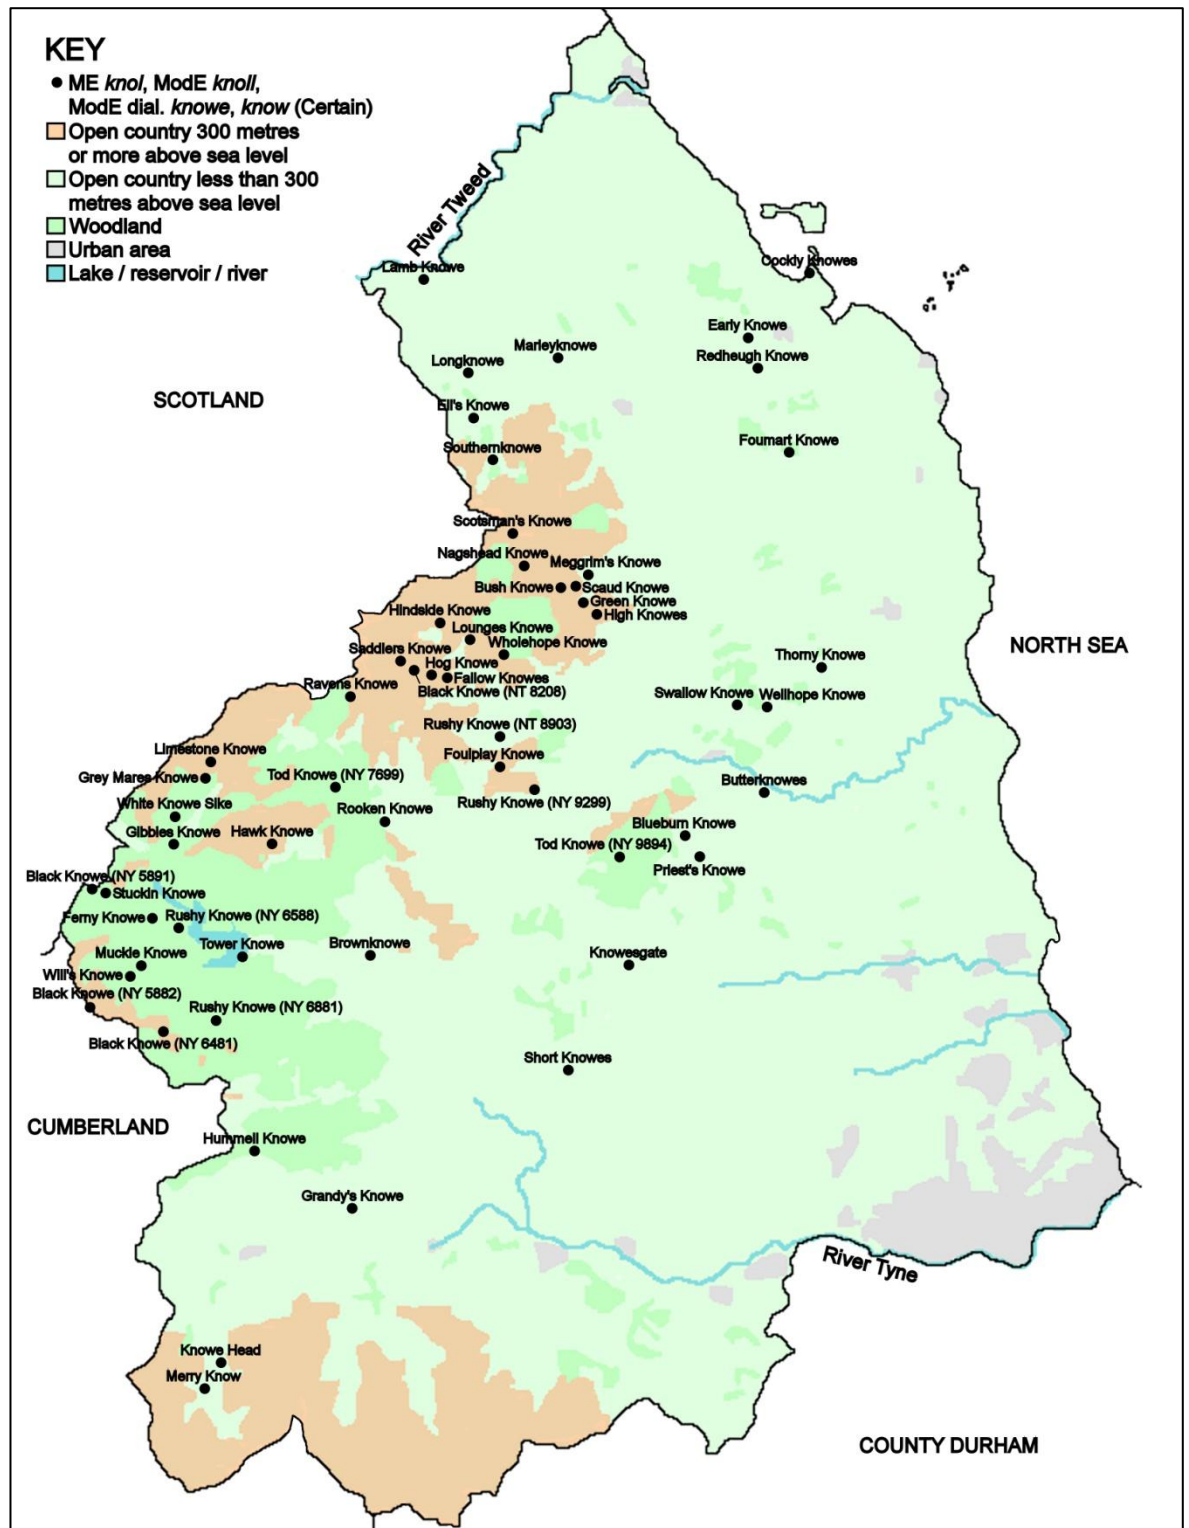 KEY
ME knol, ModE knoll,
ModE dial. knowe, know (Certain)
Open country 300 metres
or more above sea level
Open country less than 300
metres above sea level
Woodland
Urban area
Lake / reservoir / river
River Tweed
Lamb Knowe
Cockly Knowes
Early Knowe
Marleyknowe
Redheugh Knowe
Longknowe
SCOTLAND
Ell's Knowe
Foumart Knowe
Southernknowe
Scotsman's Knowe
Nagshead Knowe
Meggrim's Knowe
Bush Knowe
Scaud Knowe
Green Knowe
High Knowes
Hindside Knowe
Lounges Knowe
Wholehope Knowe
NORTH SEA
Saddlers Knowe
Thorny Knowe
Hog Knowe
Fallow Knowes
Ravens Knowe
Black Knowe (NT 8208)
Swallow Knowe
Wellhope Knowe
Rushy Knowe (NT 8903)
Limestone Knowe
Foulplay Knowe
Grey Mares Knowe
Tod Knowe (NY 7699)
Butterknowes
White Knowe Sike
Rushy Knowe (NY 9299)
Rooken Knowe
Gibbies Knowe
Hawk Knowe
Blueburn Knowe
Tod Knowe (NY 9894)
Priest's Knowe
Black Knowe (NY 5891)
Stuckin Knowe
Ferny Knowe
Rushy Knowe (NY 6588)
Tower Knowe
Brownknowe
Muckle Knowe
Knowesgate
Will's Knowe
Black Knowe (NY 5882)
Rushy Knowe (NY 6881)
Black Knowe (NY 6481)
Short Knowes
CUMBERLAND
Hummell Knowe
Grandy's Knowe
River Tyne
Knowe Head
Merry Know
COUNTY DURHAM